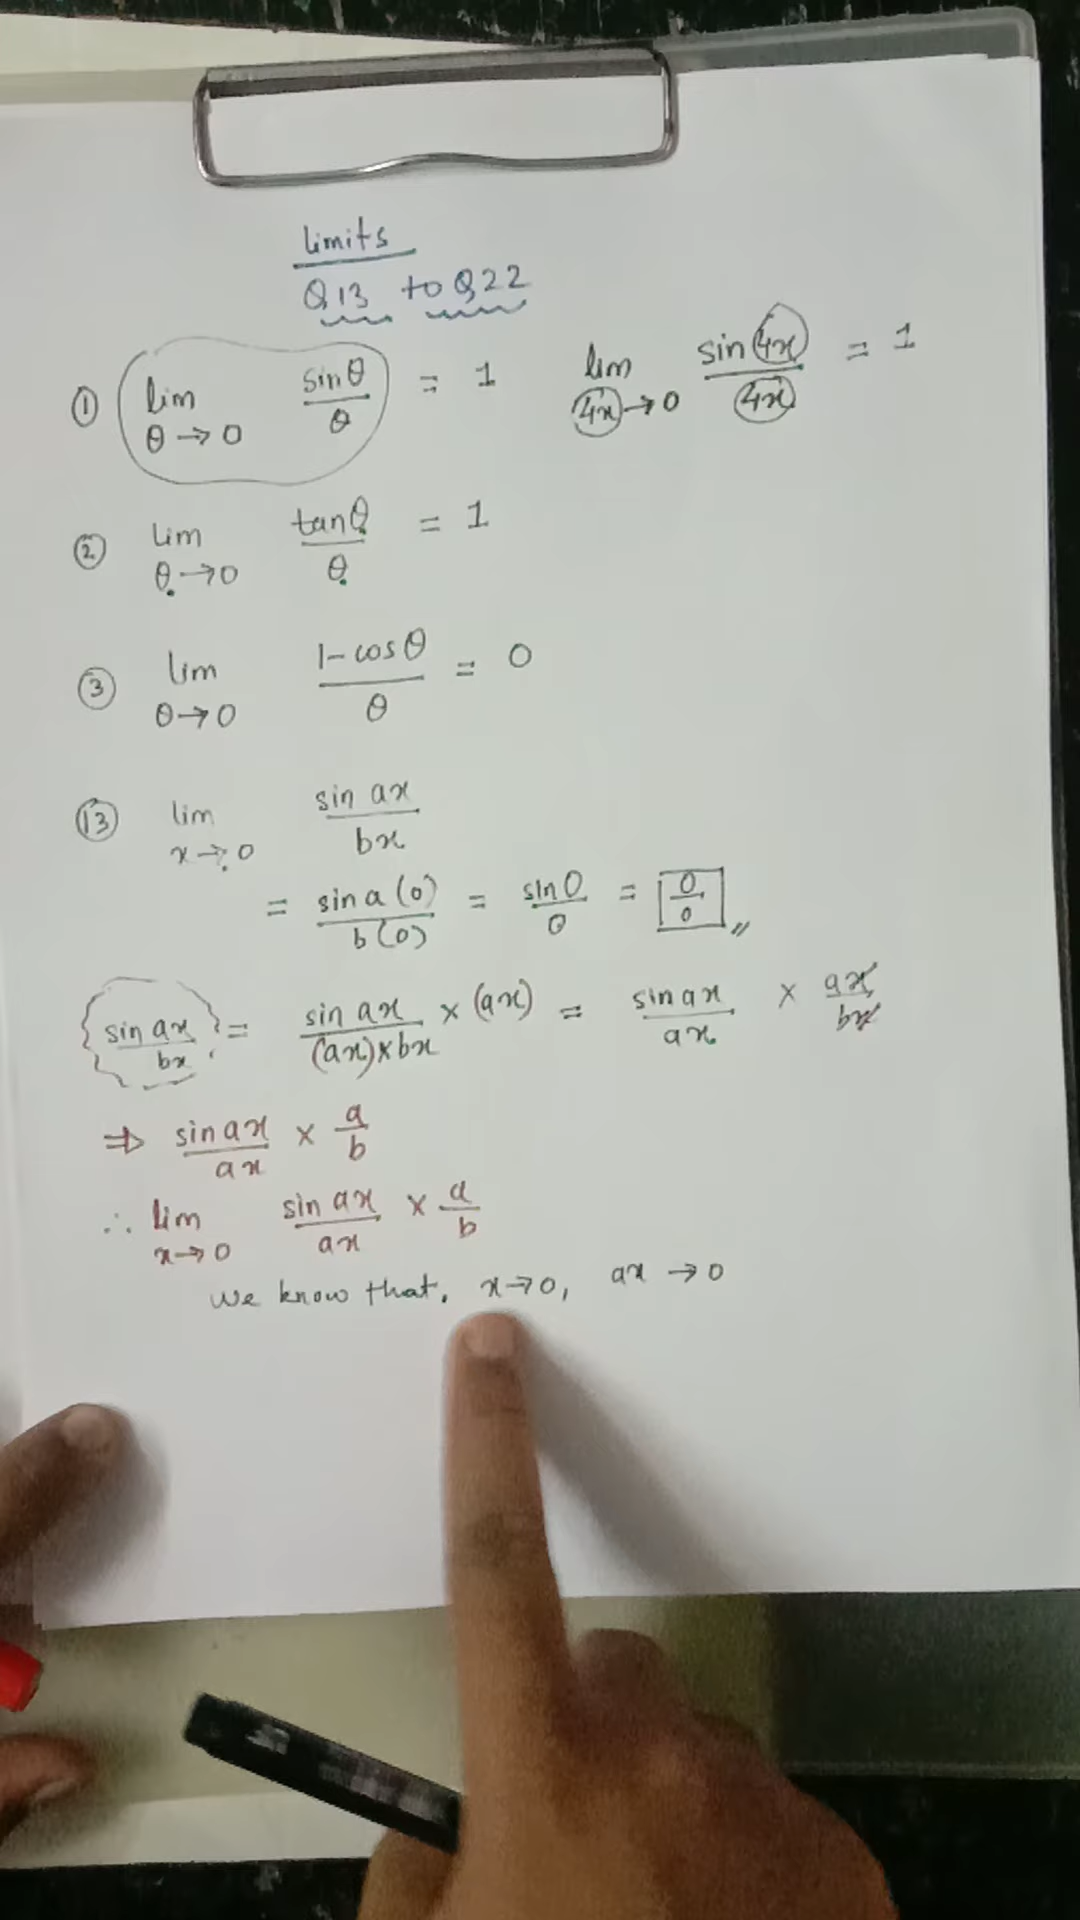 Limits
Q13 to Q22
① lim θ→0 sinθ/θ = 1 lim 4x→0 sin(4x)/4x = 1
② lim θ→0 tanθ/θ = 1
③ lim θ→0 1-cosθ/θ = 0
⑬ lim x→0 sin ax/bx
= sin a(0)/b(0) = sin0/0 = 0/0 〃
sin ax/bx = sin ax/(ax)×bx × (ax) = sin ax/ax × ax/bx
⇒ sin ax/ax × a/b
∴ lim x→0 sin ax/ax × a/b
We know that, x→0, ax→0